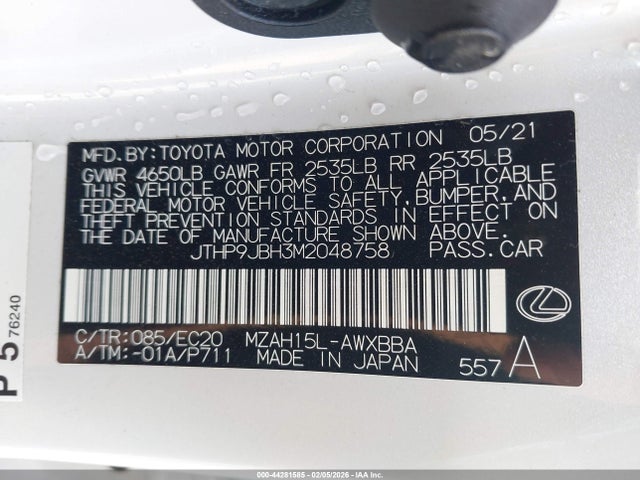 MFD.BY:TOYOTA MOTOR CORPORATION 05/21
GVWR 4650LB GAWR FR 2535LB RR 2535LB
THIS VEHICLE CONFORMS TO ALL APPLICABLE
FEDERAL MOTOR VEHICLE SAFETY,BUMPER,AND
THEFT PREVENTION STANDARDS IN EFFECT ON
THE DATE OF MANUFACTURE SHOWN ABOVE.
JTHP9JBH3M2048758 PASS.CAR
C/TR:085/EC20 MZAH15L-AWXBBA
A/TM:-01A/P711 MADE IN JAPAN 557A
P 5 76240
000-44281585 - 02/05/2026 - IAA Inc.